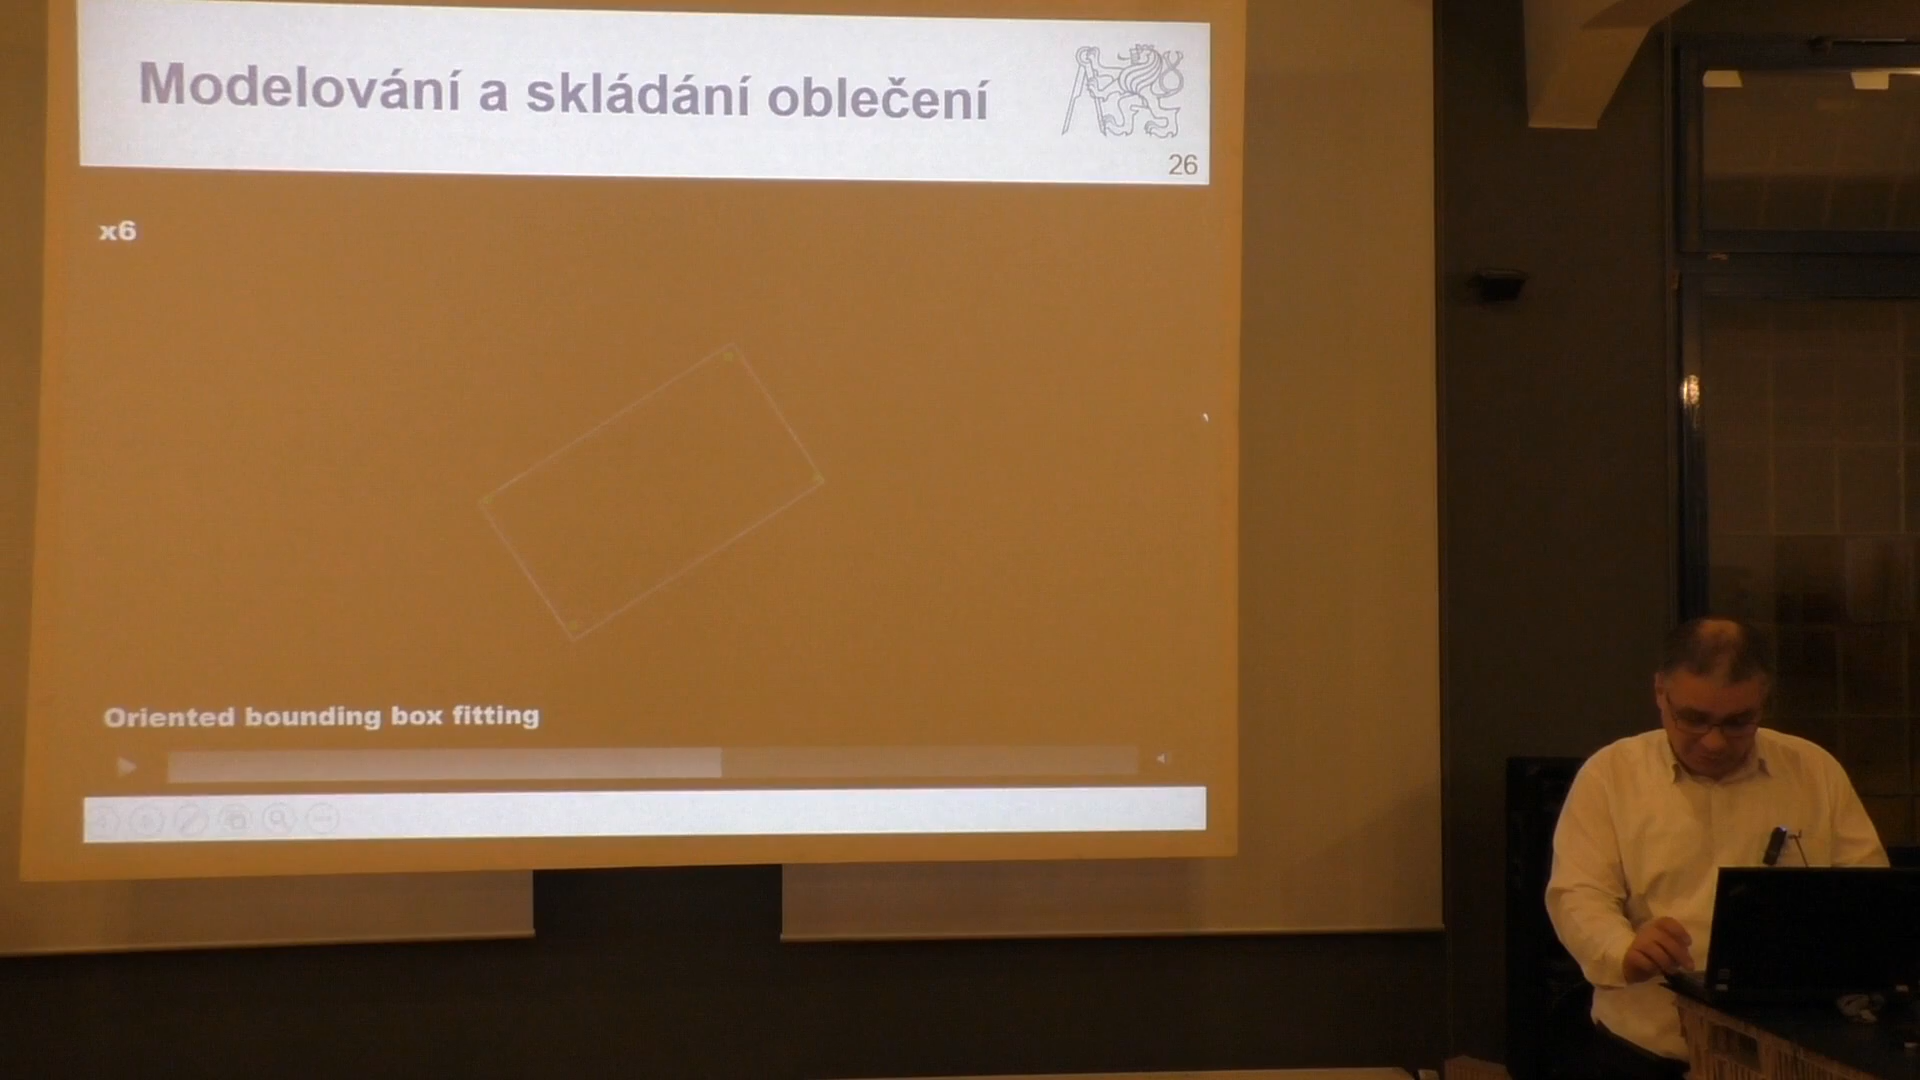 Modelování a skládání oblečení
26
x6
Oriented bounding box fitting